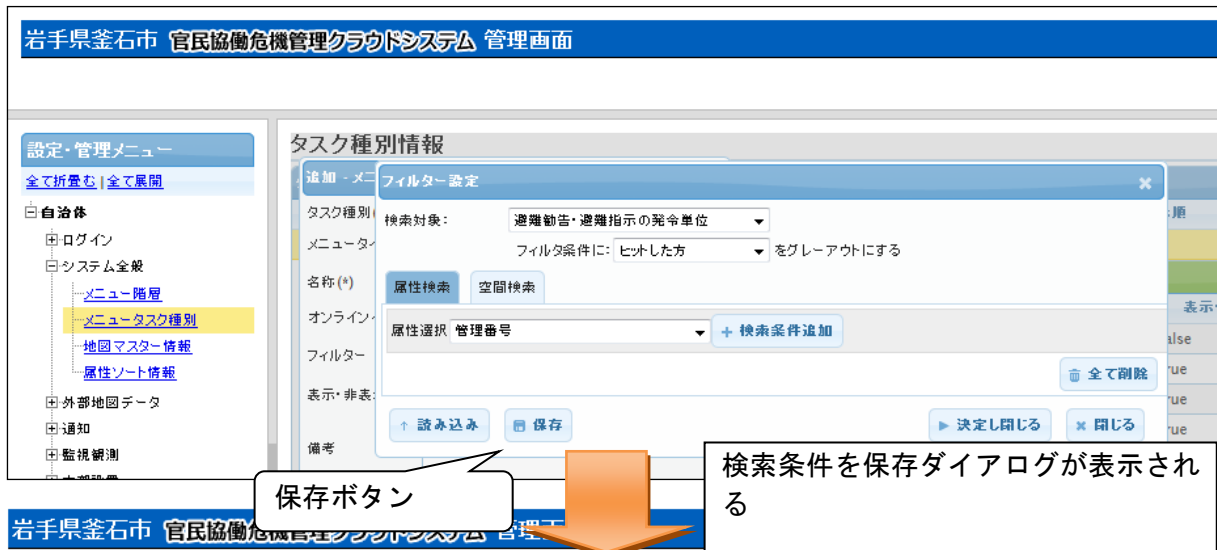 岩手県釜石市 官民協働危機管理クラウドシステム 管理画面
設定・管理メニュー
全て折畳む | 全て展開
自治体
ログイン
システム全般
メニュー階層
メニュータスク種別
地図マスター情報
属性ソート情報
外部地図データ
通知
監視観測
タスク種別情報
追加 - メニ
タスク種別(
メニュータ
名称(*)
オンライン
フィルター
表示・非表
備考
フィルター設定
検索対象: 避難勧告・避難指示の発令単位
フィルタ条件に: ヒットした方 をグレーアウトにする
属性検索 空間検索
属性選択 管理番号 + 検索条件追加
全て削除
読み込み 保存 決定し閉じる 閉じる
順
表示
alse
rue
rue
rue
保存ボタン
検索条件を保存ダイアログが表示され
る
岩手県釜石市 官民協働危機管理クラウドシステム 管理画